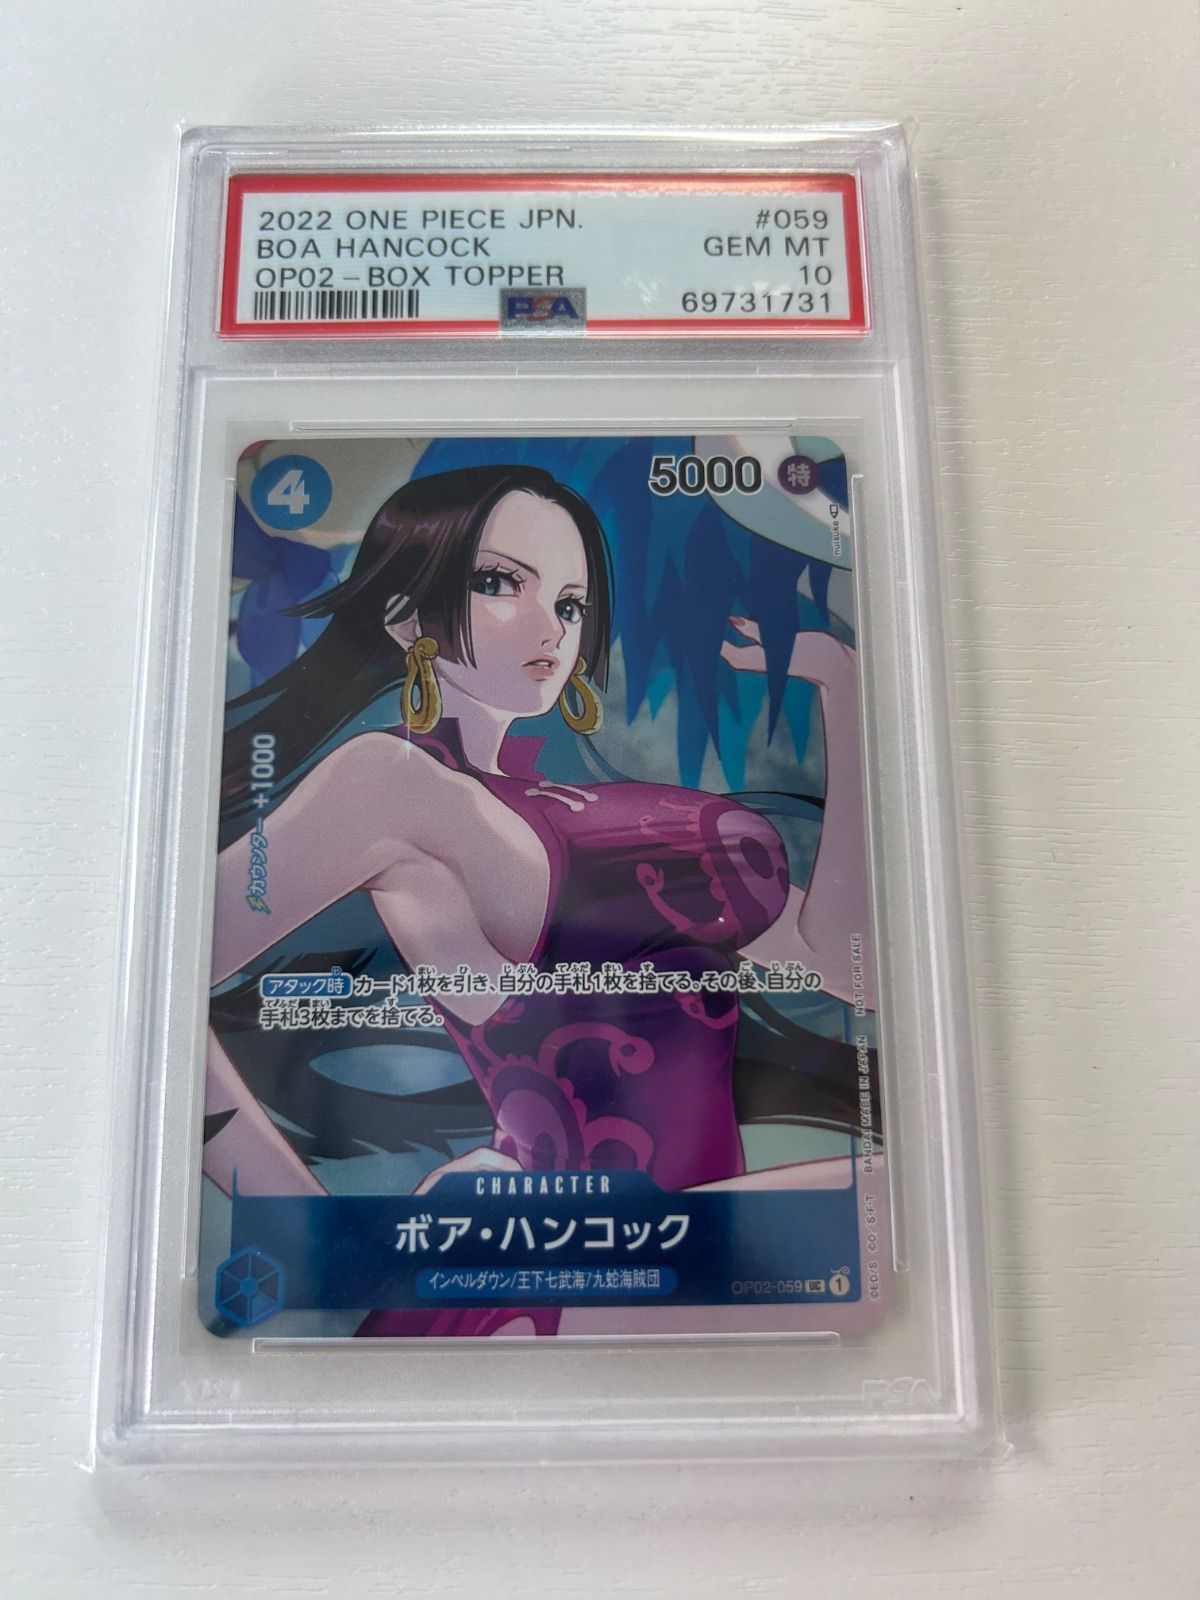 2022 ONE PIECE JPN. #059
BOA HANCOCK GEM MT
OP02-BOX TOPPER 10
69731731
PSA
4
5000 特
nutsuke
カウンター +1000
アタック時 カード1枚を引き、自分の手札1枚を捨てる。その後、自分の
手札3枚までを捨てる。
CHARACTER
ボア・ハンコック
インペルダウン/王下七武海/九蛇海賊団
OP02-059 UC 1
©E.O/S. ©O/S·F·T BANDAI MADE IN JAPAN NOT FOR SALE
PSA